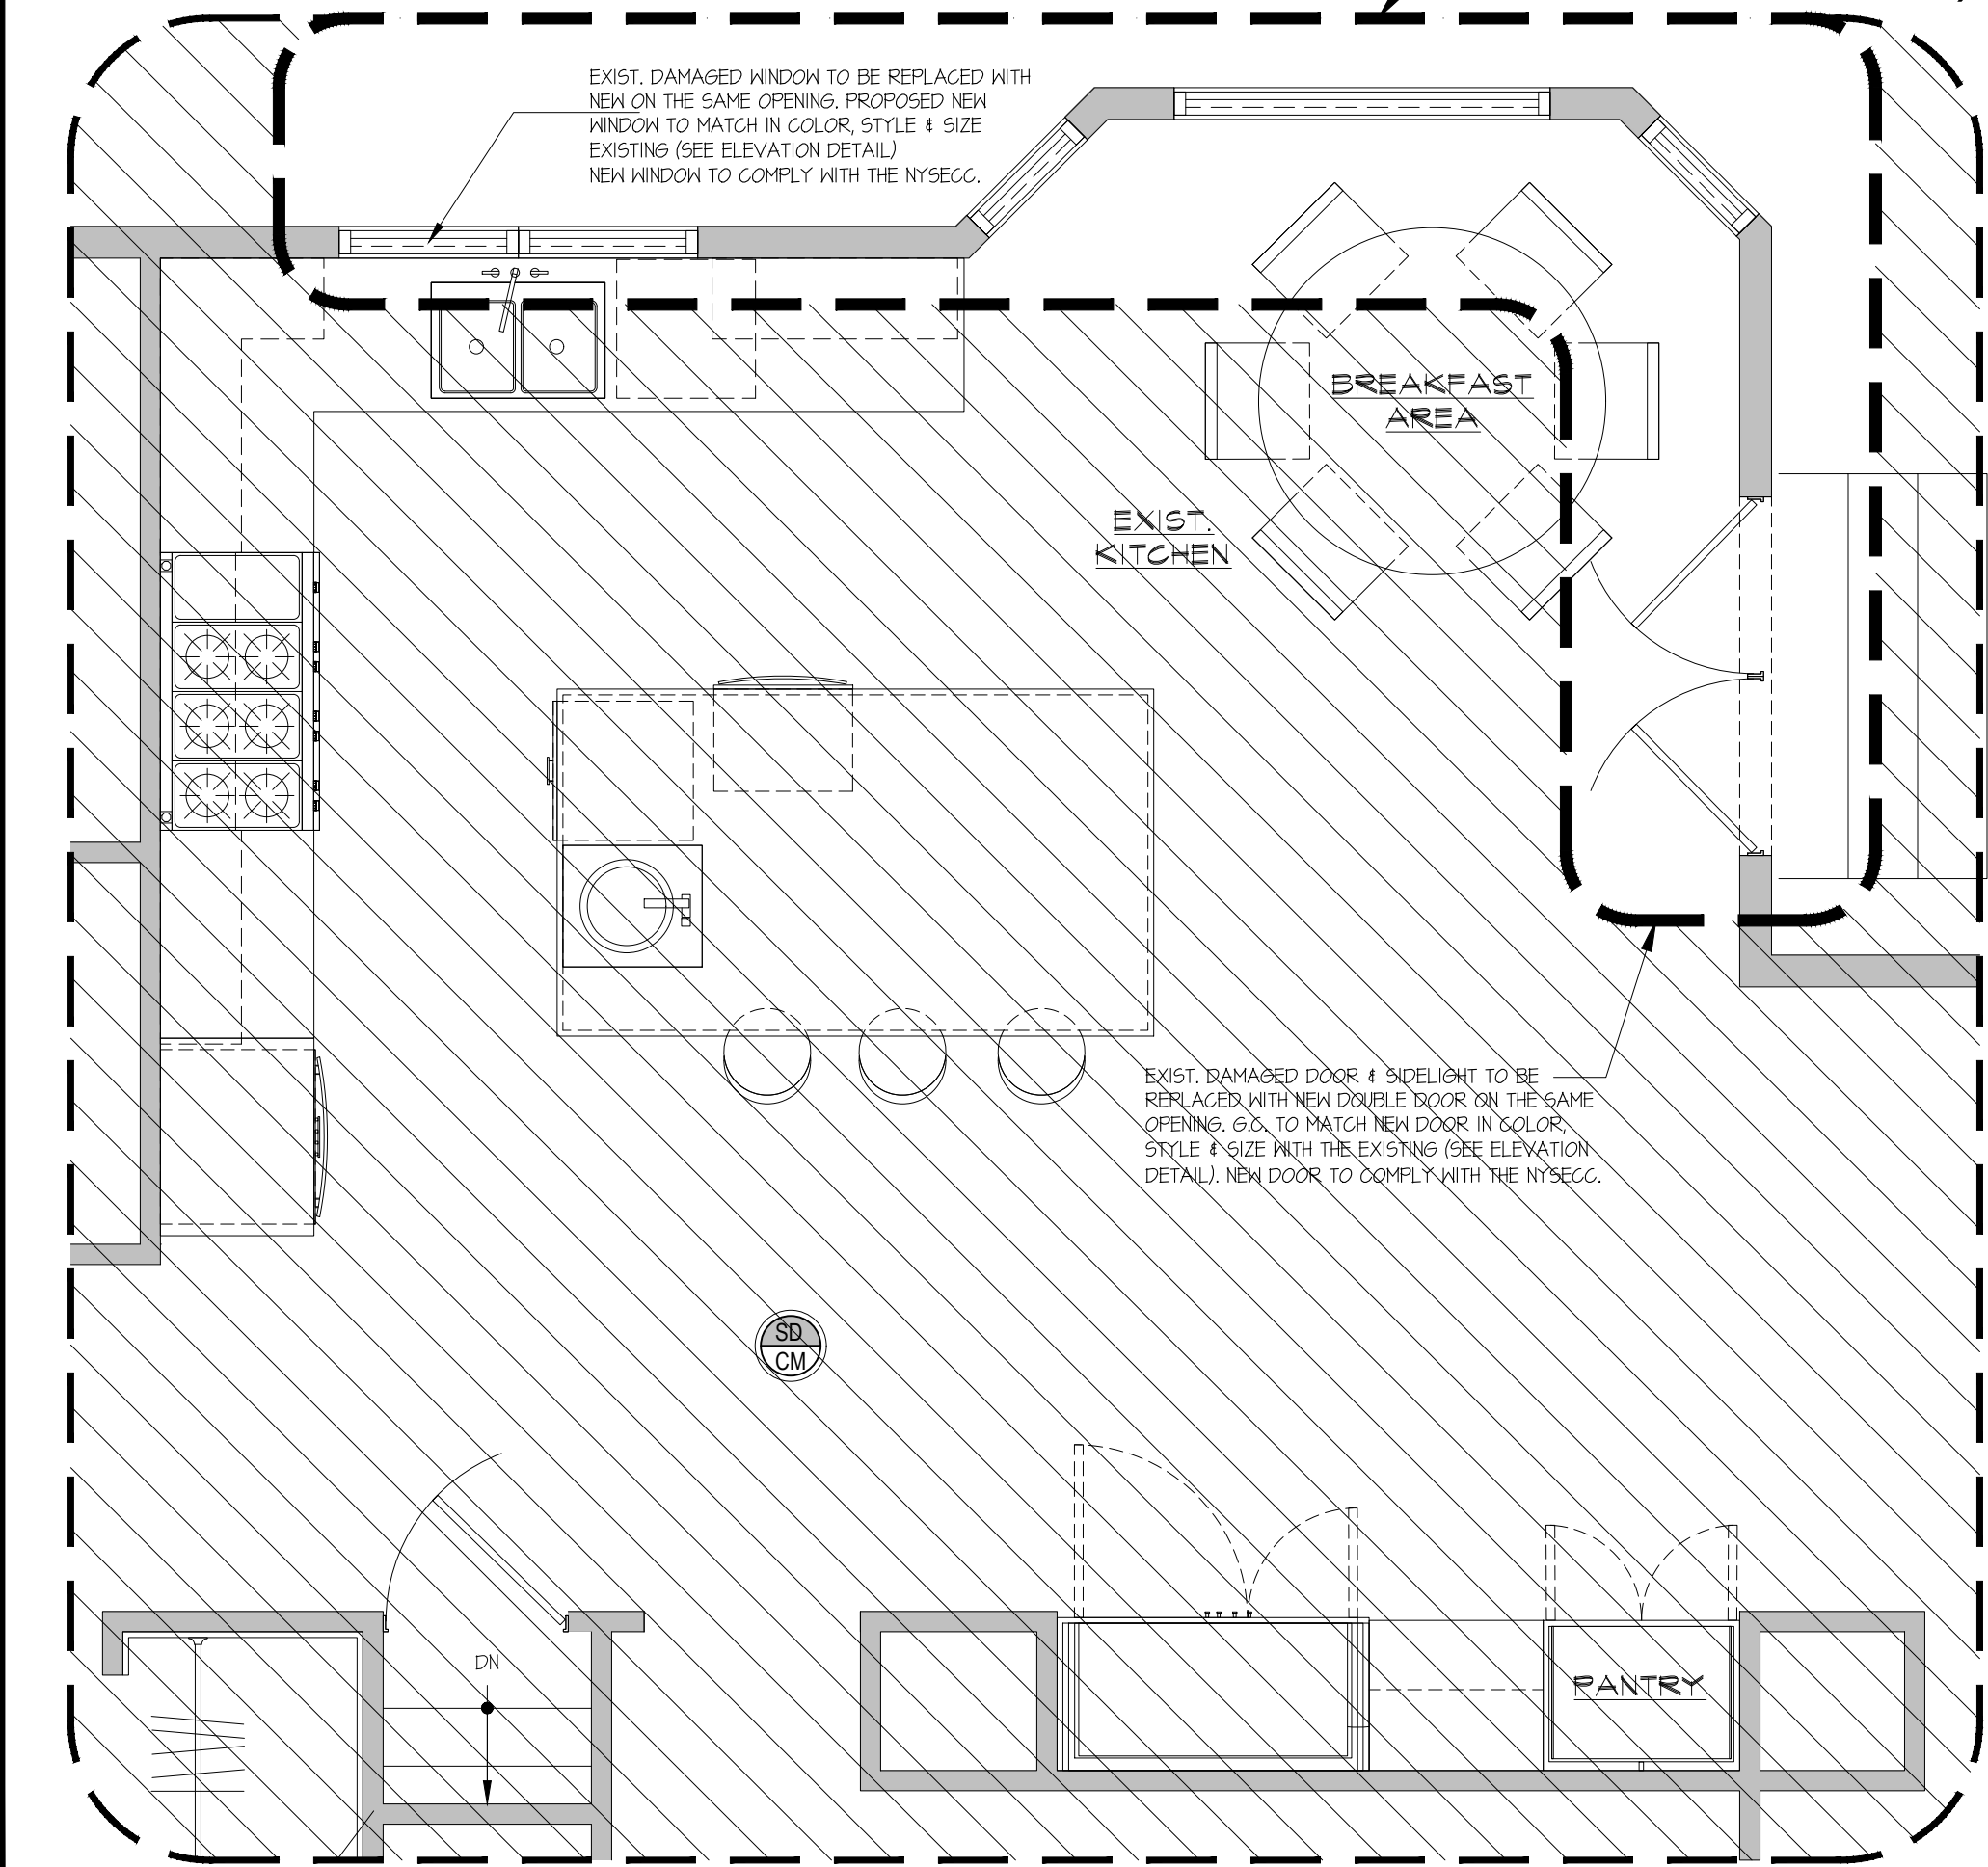 EXIST. DAMAGED WINDOW TO BE REPLACED WITH
NEW ON THE SAME OPENING. PROPOSED NEW
WINDOW TO MATCH IN COLOR, STYLE & SIZE
EXISTING (SEE ELEVATION DETAIL)
NEW WINDOW TO COMPLY WITH THE NYSECC.
BREAKFAST
AREA
EXIST.
KITCHEN
EXIST. DAMAGED DOOR & SIDELIGHT TO BE
REPLACED WITH NEW DOUBLE DOOR ON THE SAME
OPENING. G.C. TO MATCH NEW DOOR IN COLOR,
STYLE & SIZE WITH THE EXISTING (SEE ELEVATION
DETAIL). NEW DOOR TO COMPLY WITH THE NYSECC.
SD
CM
DN
PANTRY